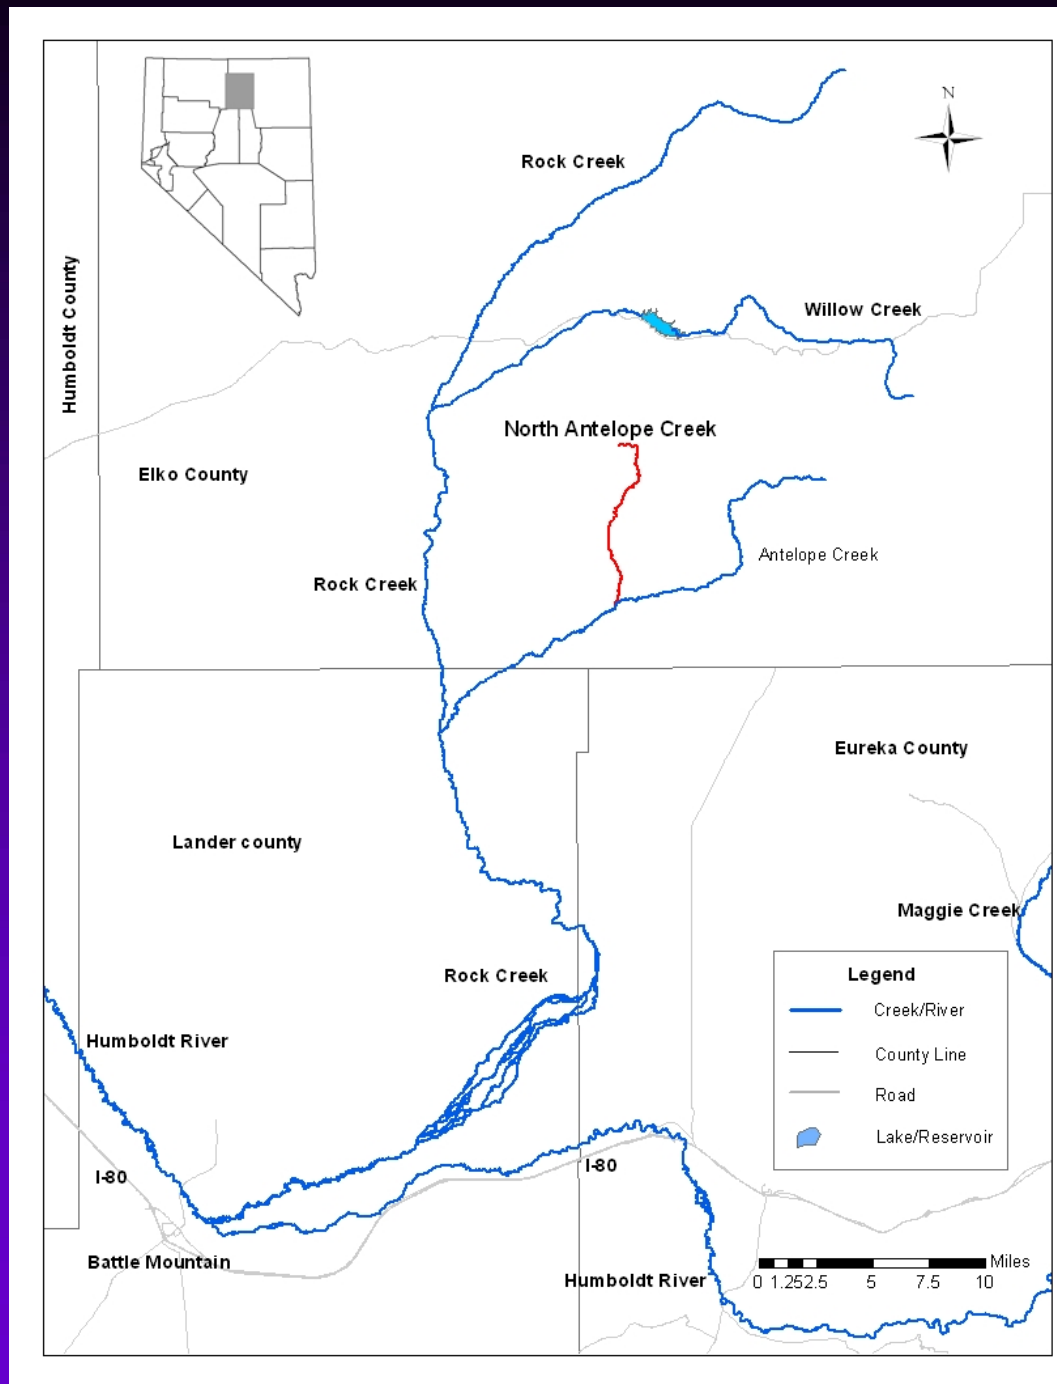 N
Rock Creek
Humboldt County
Willow Creek
North Antelope Creek
Elko County
Antelope Creek
Rock Creek
Eureka County
Lander county
Maggie Creek
Rock Creek
Legend
Creek/River
County Line
Road
Lake/Reservoir
Humboldt River
I-80
I-80
Battle Mountain
Humboldt River
Miles
0 1.252.5 5 7.5 10